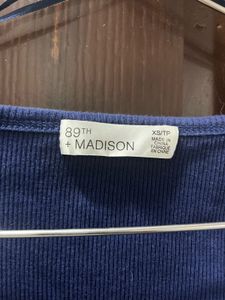 89TH
+ MADISON
XS/TP
MADE IN
CHINA
FABRIQUÉ
EN CHINE